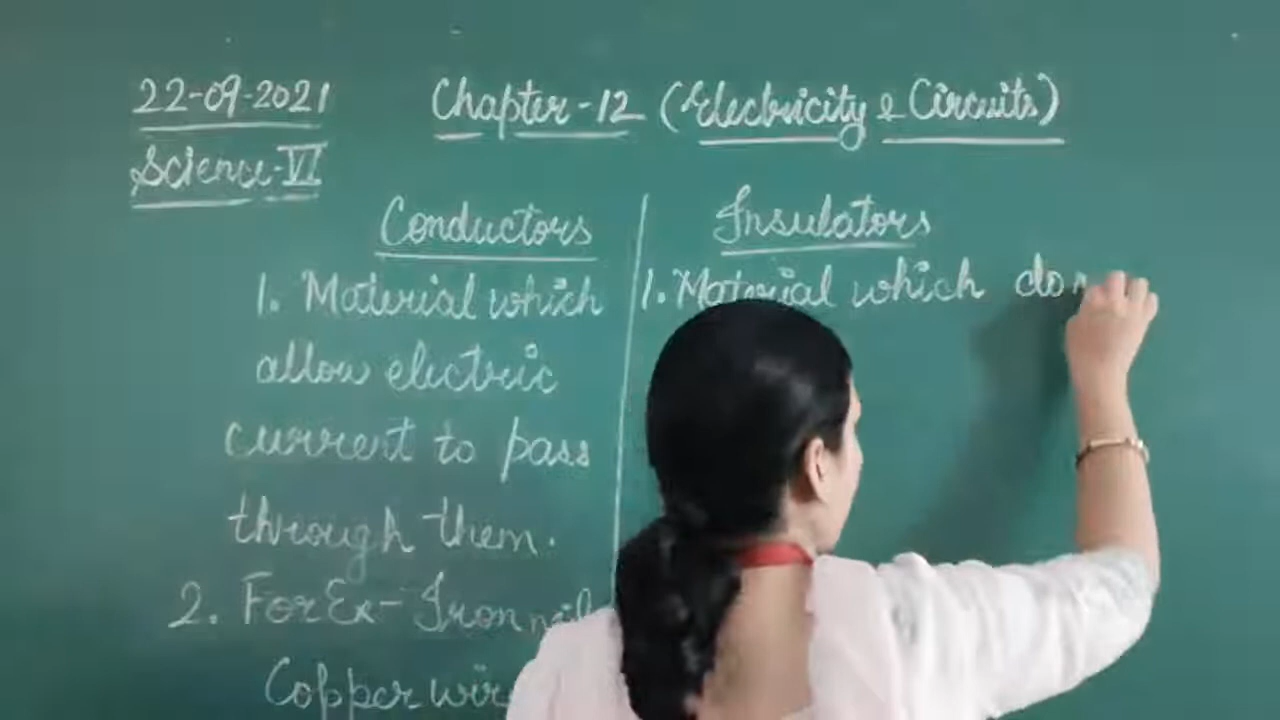 22-09-2021
Chapter-12 (Electricity & Circuits)
Science-VI
Conductors
1. Material which
allow electric
current to pass
through them.
2. For Ex- Iron nail
Copper wire
Insulators
1. Material which do